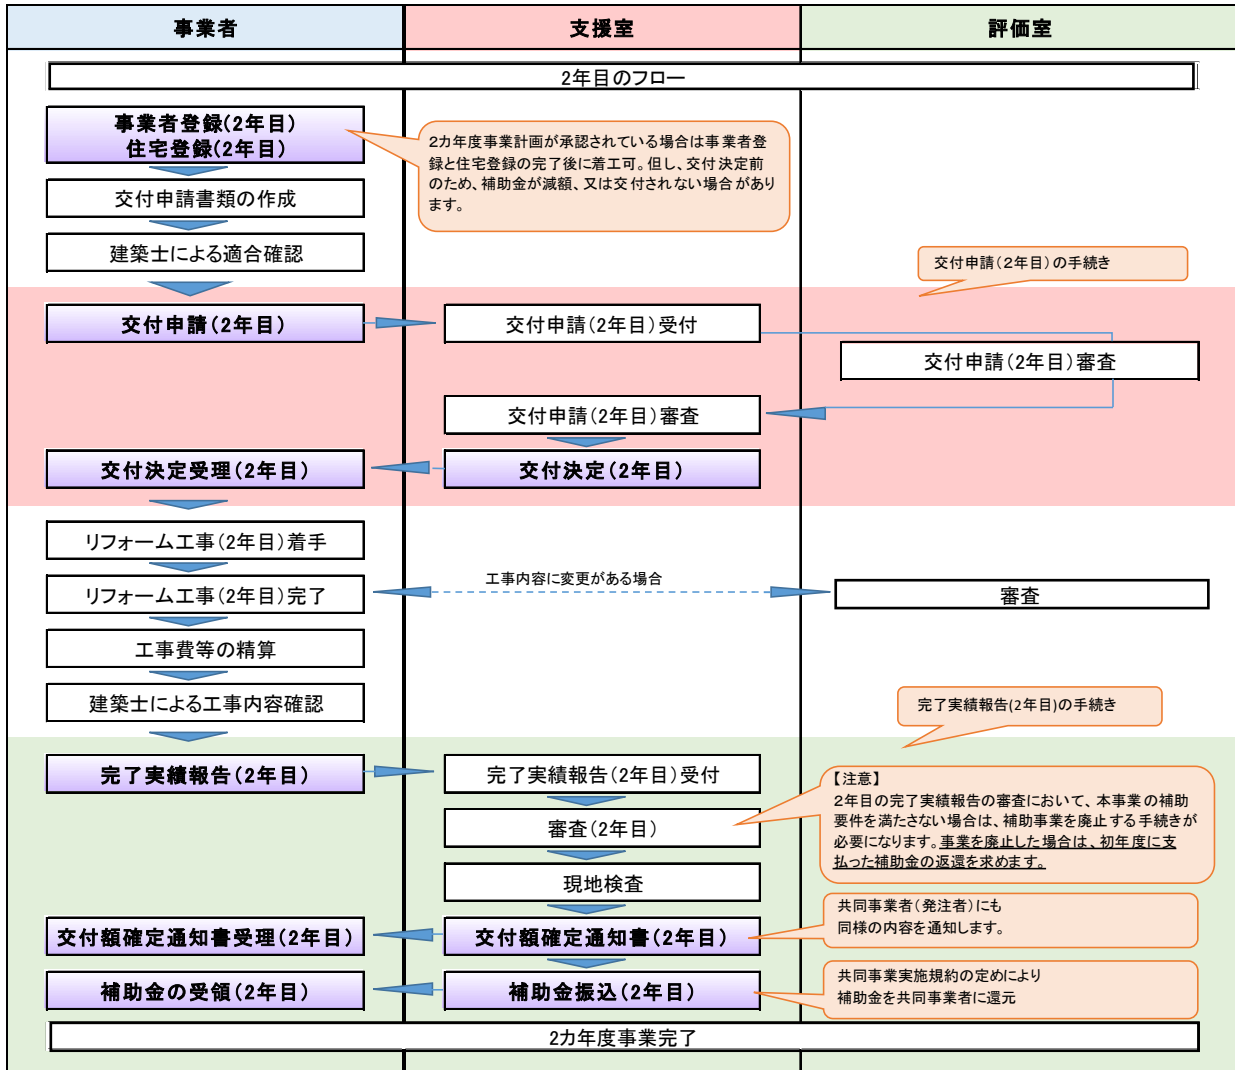 事業者
支援室
評価室
2年目のフロー
事業者登録(2年目)
住宅登録(2年目)
2カ年度事業計画が承認されている場合は事業者登
録と住宅登録の完了後に着工可。但し、交付決定前
のため、補助金が減額、又は交付されない場合があり
ます。
交付申請書類の作成
建築士による適合確認
交付申請(2年目)の手続き
交付申請(2年目)
交付申請(2年目)受付
交付申請(2年目)審査
交付申請(2年目)審査
交付決定受理(2年目)
交付決定(2年目)
リフォーム工事(2年目)着手
リフォーム工事(2年目)完了
工事内容に変更がある場合
審査
工事費等の精算
建築士による工事内容確認
完了実績報告(2年目)の手続き
完了実績報告(2年目)
完了実績報告(2年目)受付
【注意】
2年目の完了実績報告の審査において、本事業の補助
要件を満たさない場合は、補助事業を廃止する手続きが
必要になります。事業を廃止した場合は、初年度に支
払った補助金の返還を求めます。
審査(2年目)
現地検査
交付額確定通知書受理(2年目)
交付額確定通知書(2年目)
共同事業者(発注者)にも
同様の内容を通知します。
補助金の受領(2年目)
補助金振込(2年目)
共同事業実施規約の定めにより
補助金を共同事業者に還元
2カ年度事業完了